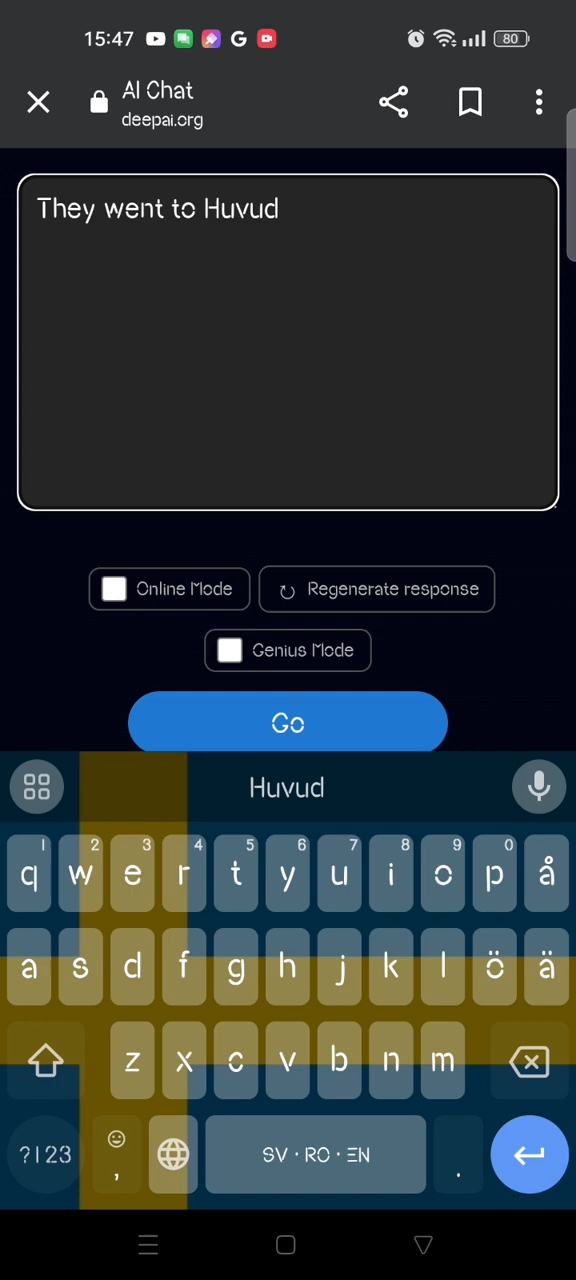 15:47 G 80
AI Chat
deepai.org
They went to Huvud
Online Mode
Regenerate response
Genius Mode
Go
Huvud
1 2 3 4 5 6 7 8 9 0
q w e r t y u i o p å
a s d f g h j k l ö ä
z x c v b n m
?123 , SV · RO · EN .